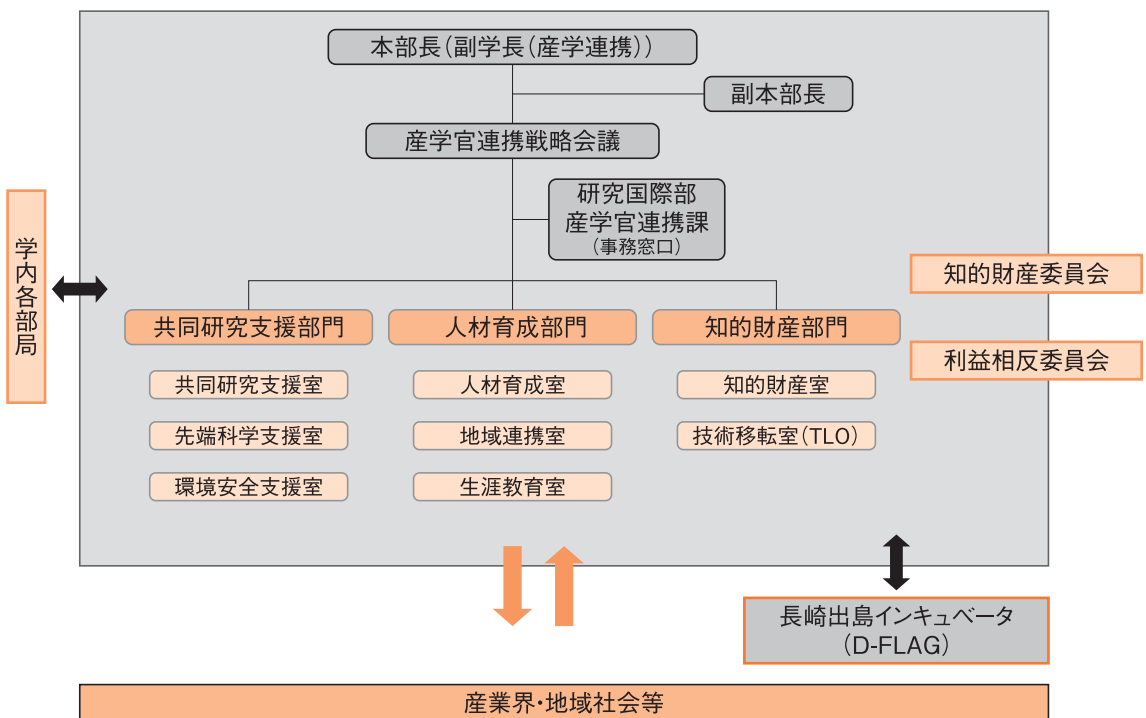 本部長（副学長（産学連携））
副本部長
産学官連携戦略会議
研究国際部
産学官連携課
（事務窓口）
学内各部局
知的財産委員会
利益相反委員会
共同研究支援部門
人材育成部門
知的財産部門
共同研究支援室
人材育成室
知的財産室
先端科学支援室
地域連携室
技術移転室（TLO）
環境安全支援室
生涯教育室
長崎出島インキュベータ
（D-FLAG）
産業界・地域社会等